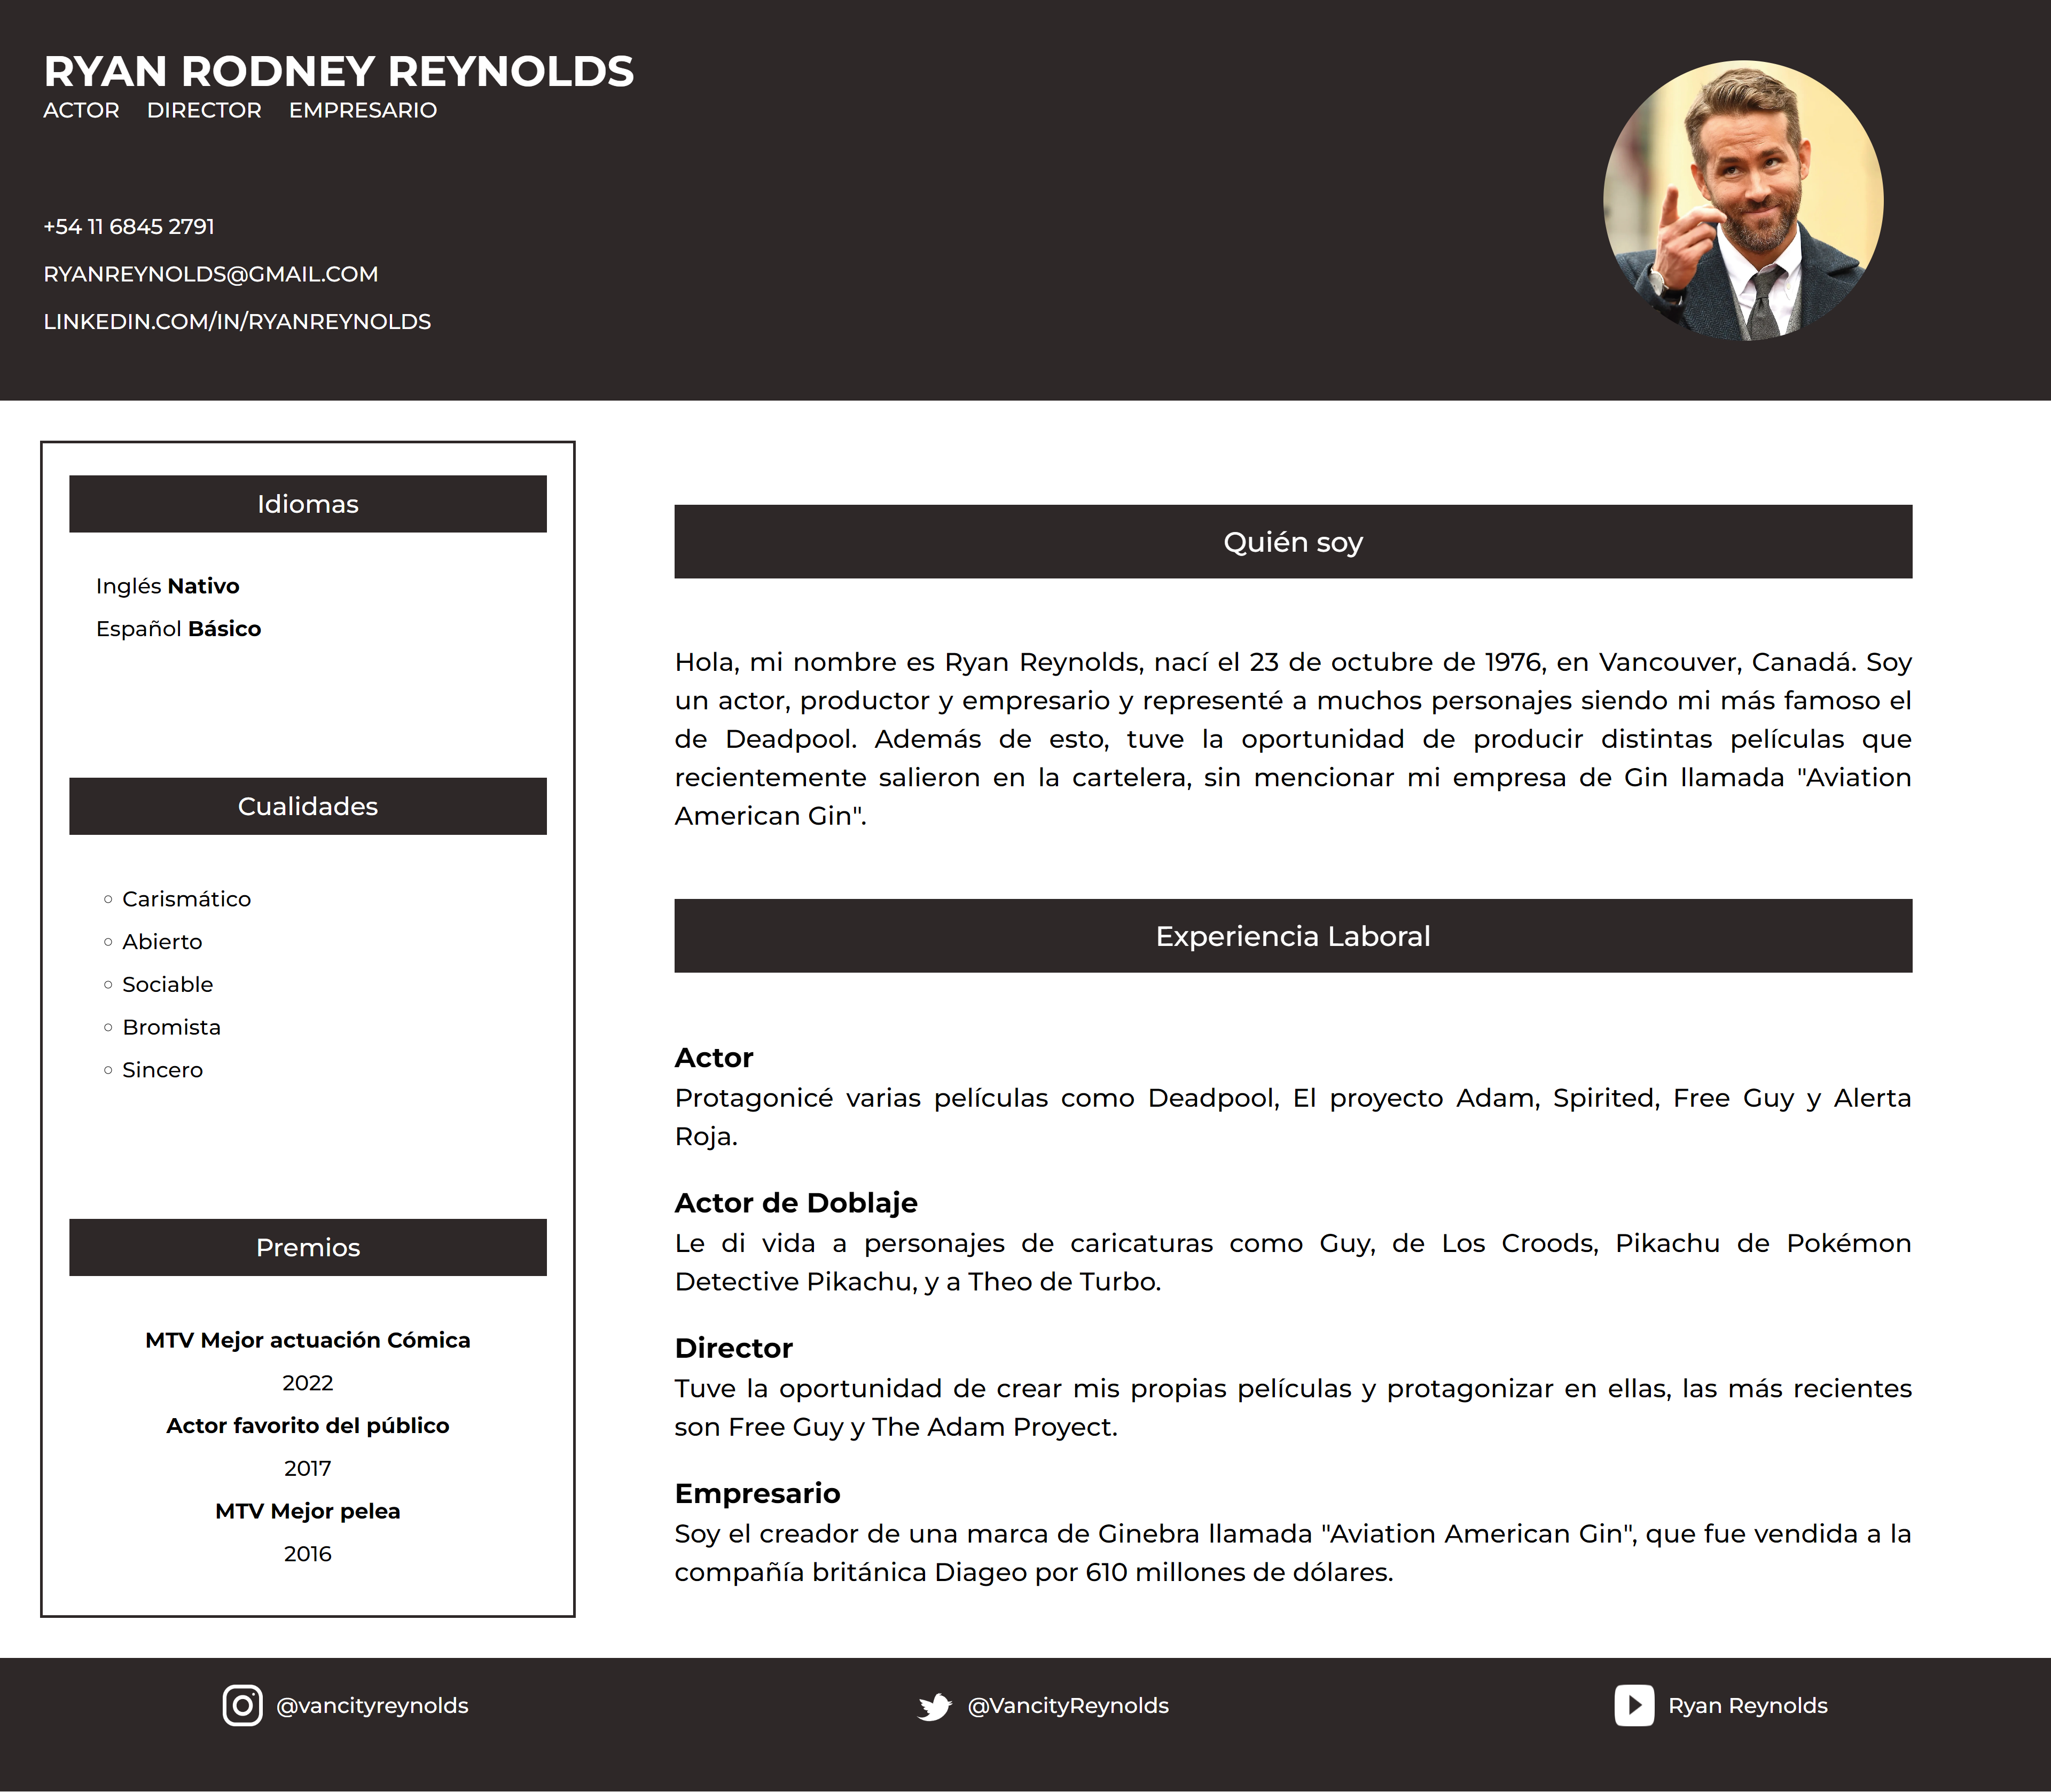 RYAN RODNEY REYNOLDS
ACTOR DIRECTOR EMPRESARIO
+54 11 6845 2791
RYANREYNOLDS@GMAIL.COM
LINKEDIN.COM/IN/RYANREYNOLDS
Idiomas
Inglés Nativo
Español Básico
Cualidades
Carismático
Abierto
Sociable
Bromista
Sincero
Premios
MTV Mejor actuación Cómica
2022
Actor favorito del público
2017
MTV Mejor pelea
2016
Quién soy
Hola, mi nombre es Ryan Reynolds, nací el 23 de octubre de 1976, en Vancouver, Canadá. Soy
un actor, productor y empresario y representé a muchos personajes siendo mi más famoso el
de Deadpool. Además de esto, tuve la oportunidad de producir distintas películas que
recientemente salieron en la cartelera, sin mencionar mi empresa de Gin llamada "Aviation
American Gin".
Experiencia Laboral
Actor
Protagonicé varias películas como Deadpool, El proyecto Adam, Spirited, Free Guy y Alerta
Roja.
Actor de Doblaje
Le di vida a personajes de caricaturas como Guy, de Los Croods, Pikachu de Pokémon
Detective Pikachu, y a Theo de Turbo.
Director
Tuve la oportunidad de crear mis propias películas y protagonizar en ellas, las más recientes
son Free Guy y The Adam Proyect.
Empresario
Soy el creador de una marca de Ginebra llamada "Aviation American Gin", que fue vendida a la
compañía británica Diageo por 610 millones de dólares.
@vancityreynolds
@VancityReynolds
Ryan Reynolds